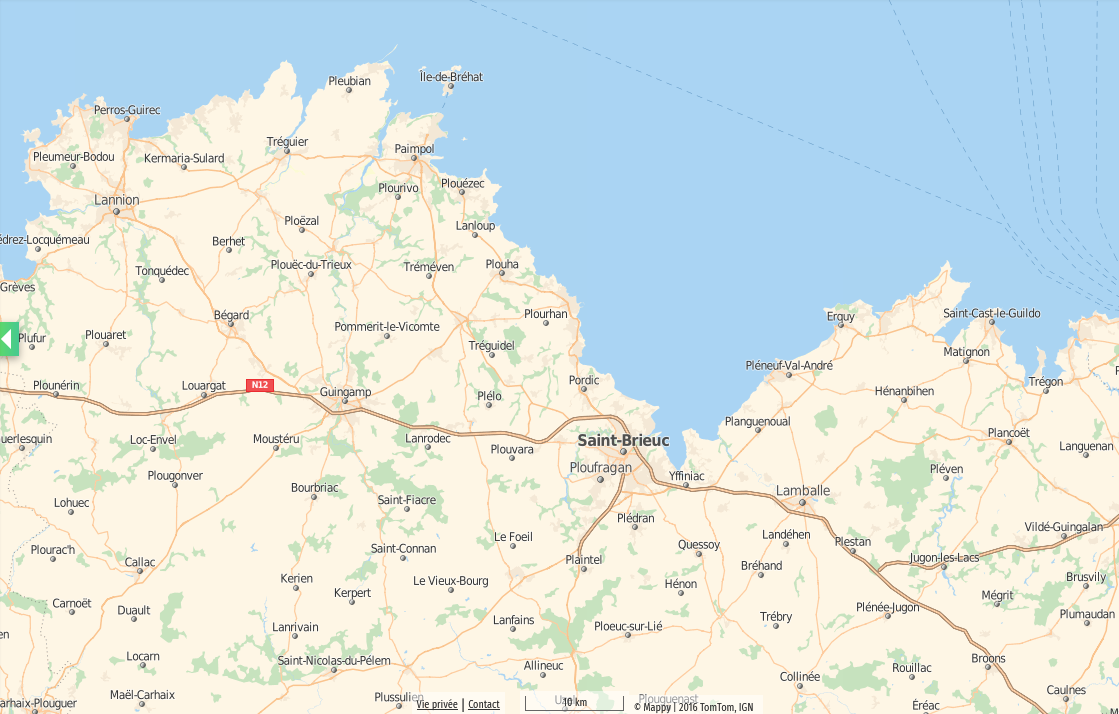 Île-de-Bréhat
Pleubian
Perros-Guirec
Tréguier
Paimpol
Pleumeur-Bodou
Kermaria-Sulard
Plourivo
Plouézec
Lannion
Ploëzal
Lanloup
édrez-Locquémeau
Berhet
Tonquédec
Plouëc-du-Trieux
Tréméven
Plouha
Grèves
Bégard
Plourhan
Erquy
Saint-Cast-le-Guildo
Pommerit-le-Vicomte
Plufur
Plouaret
Tréguidel
Matignon
Pléneuf-Val-André
Plounérin
Louargat
N12
Guingamp
Pordic
Trégon
Plélo
Hénanbihen
Planguenoual
uerlesquin
Loc-Envel
Moustéru
Lanrodec
Saint-Brieuc
Plancoët
Plouvara
Languenan
Ploufragan
Plougonver
Yffiniac
Pléven
Bourbriac
Lamballe
Lohuec
Saint-Fiacre
Plédran
Vildé-Guingalan
Le Foeil
Landéhen
Plestan
Plourac'h
Saint-Connan
Quessoy
Callac
Plaintel
Jugon-les-Lacs
Bréhand
Kerien
Le Vieux-Bourg
Hénon
Brusvily
Kerpert
Mégrit
Carnoët
Duault
Plénée-Jugon
Plumaudan
Trébry
Lanfains
Lanrivain
Ploeuc-sur-Lié
en
Locarn
Saint-Nicolas-du-Pélem
Allineuc
Broons
Rouillac
Collinée
Caulnes
Maël-Carhaix
Plussulien
Plouguenast
arhaix-Plouguer
Éréac
Vie privée | Contact
10 km
© Mappy | 2016 TomTom, IGN